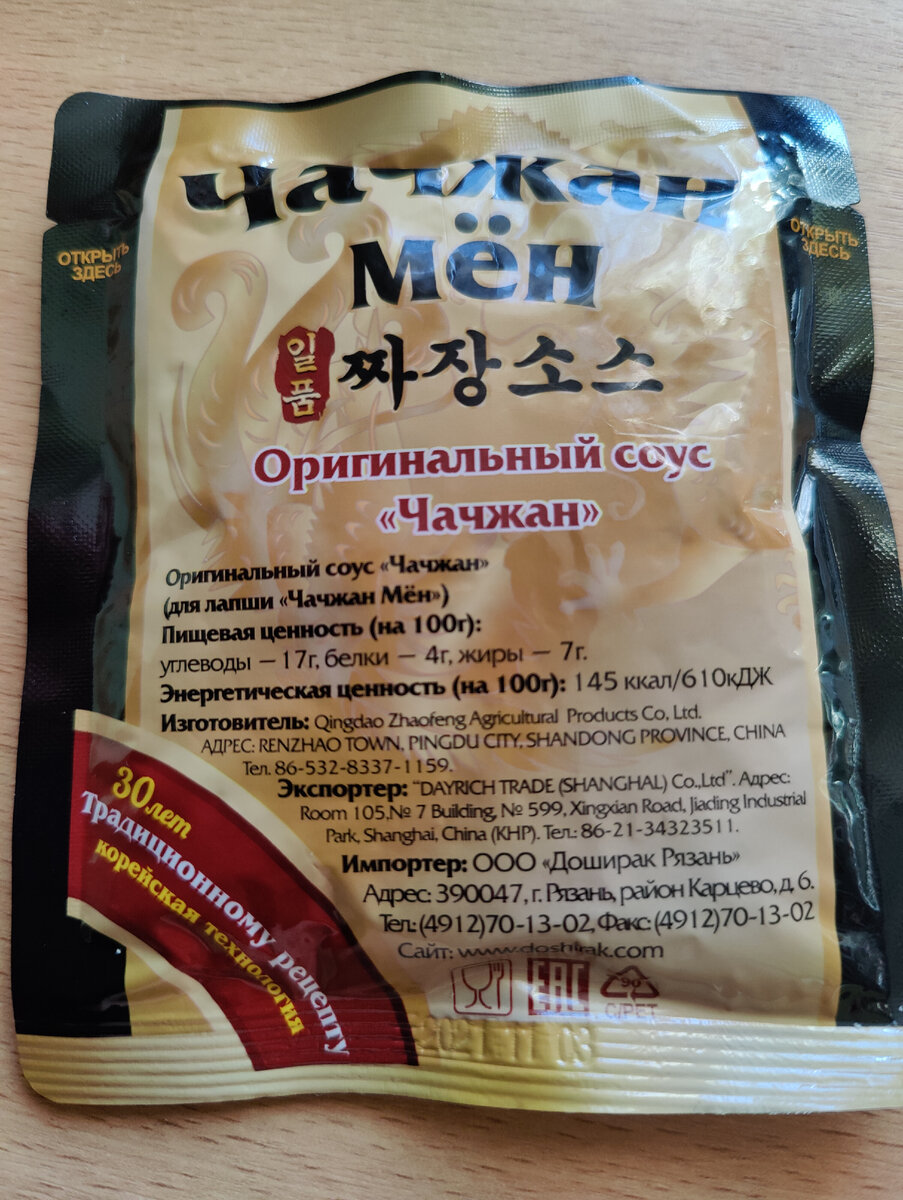 Чачжан
мён
일품
짜장소스
ОТКРЫТЬ
ЗДЕСЬ
ОТКРЫТЬ
ЗДЕСЬ
Оригинальный соус
«Чачжан»
Оригинальный соус «Чачжан»
(для лапши «Чачжан Мён»)
Пищевая ценность (на 100г):
углеводы – 17г, белки – 4г, жиры – 7г.
Энергетическая ценность (на 100г): 145 ккал/610кДЖ
Изготовитель: Qingdao Zhaofeng Agricultural Products Co, Ltd.
АДРЕС: RENZHAO TOWN, PINGDU CITY, SHANDONG PROVINCE, CHINA
Тел. 86-532-8337-1159.
Экспортер: "DAYRICH TRADE (SHANGHAL) Co.,Ltd". Адрес:
Room 105,№ 7 Building, № 599, Xingxian Road, Jiading Industrial
Park, Shanghai, China (КНР). Тел.: 86-21-34323511.
Импортер: ООО «Доширак Рязань»
Адрес: 390047, г. Рязань, район Карцево, д. 6.
Тел.: (4912)70-13-02, Факс: (4912)70-13-02
Сайт: www.doshirak.com
30 лет
Традиционному рецепту
корейская технология
EAC
90
C/PET
2021.11.03